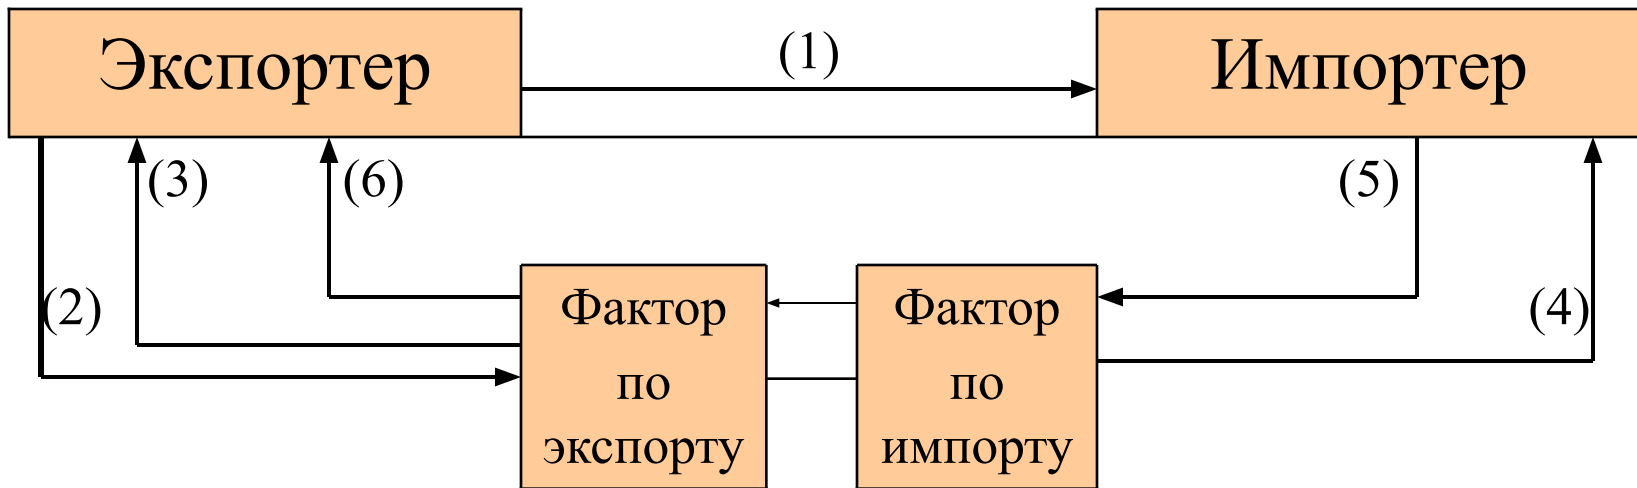 Экспортер
(1)
Импортер
(3)
(6)
(5)
(2)
(4)
Фактор
по
экспорту
Фактор
по
импорту